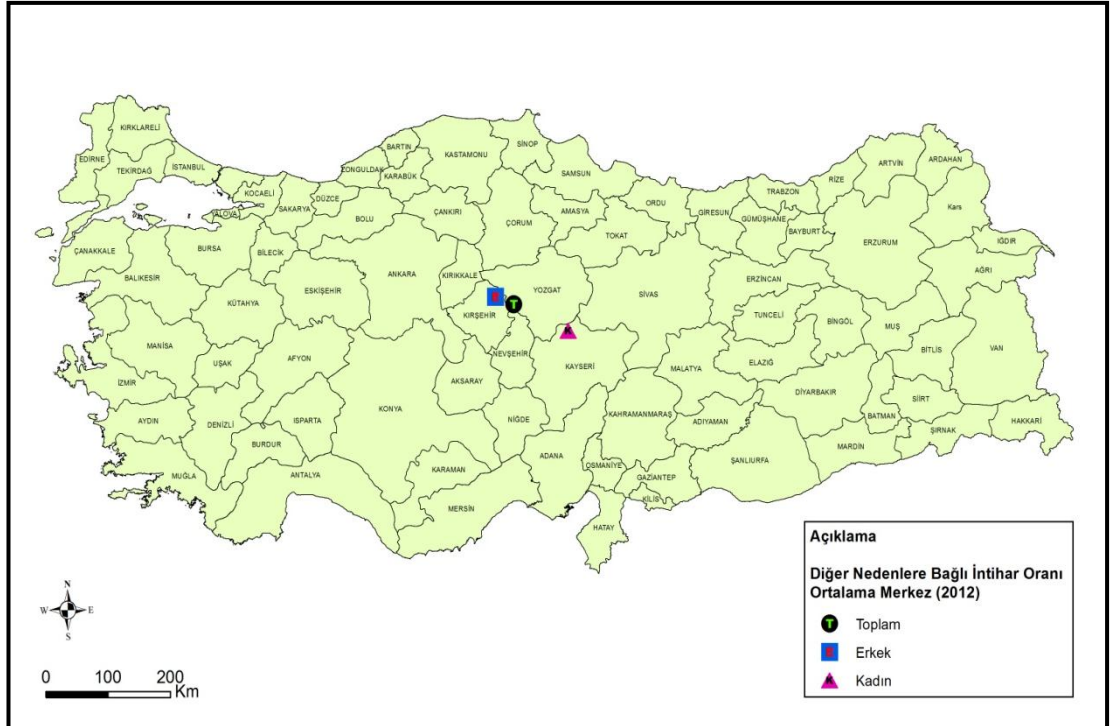 KIRKLARELİ
EDİRNE
TEKİRDAĞ
İSTANBUL
KOCAELİ
YALOVA
SAKARYA
DÜZCE
ZONGULDAK
BARTIN
KARABÜK
KASTAMONU
SİNOP
SAMSUN
ORDU
GİRESUN
TRABZON
RİZE
ARTVİN
ARDAHAN
Kars
IĞDIR
AĞRI
ERZURUM
BAYBURT
GÜMÜŞHANE
TOKAT
AMASYA
ÇORUM
ÇANKIRI
BOLU
BİLECİK
BURSA
ÇANAKKALE
BALIKESİR
KÜTAHYA
ESKİŞEHİR
ANKARA
KIRIKKALE
YOZGAT
SİVAS
ERZİNCAN
TUNCELİ
BİNGÖL
MUŞ
BİTLİS
VAN
HAKKARİ
ŞIRNAK
SİİRT
BATMAN
MARDİN
DİYARBAKIR
ELAZIĞ
MALATYA
ADIYAMAN
ŞANLIURFA
KAHRAMANMARAŞ
GAZİANTEP
KİLİS
OSMANİYE
HATAY
ADANA
KAYSERİ
NEVŞEHİR
KIRŞEHİR
AKSARAY
NİĞDE
KONYA
KARAMAN
MERSİN
ANTALYA
ISPARTA
BURDUR
AFYON
UŞAK
MANİSA
İZMİR
AYDIN
DENİZLİ
MUĞLA
E
T
K
N
W
E
S
0 100 200
Km
Açıklama
Diğer Nedenlere Bağlı İntihar Oranı
Ortalama Merkez (2012)
T Toplam
E Erkek
K Kadın